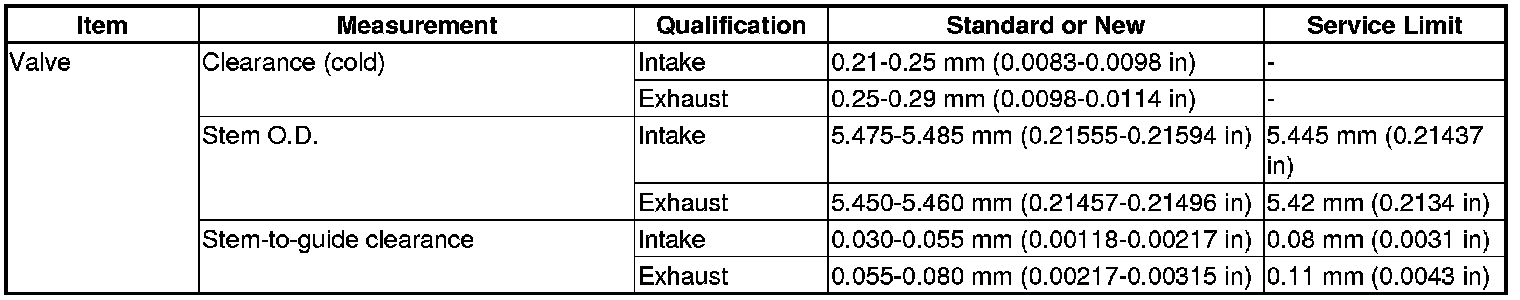 Item Measurement Qualification Standard or New Service Limit
Valve Clearance (cold) Intake 0.21-0.25 mm (0.0083-0.0098 in) -
Exhaust 0.25-0.29 mm (0.0098-0.0114 in) -
Stem O.D. Intake 5.475-5.485 mm (0.21555-0.21594 in) 5.445 mm (0.21437
in)
Exhaust 5.450-5.460 mm (0.21457-0.21496 in) 5.42 mm (0.2134 in)
Stem-to-guide clearance Intake 0.030-0.055 mm (0.00118-0.00217 in) 0.08 mm (0.0031 in)
Exhaust 0.055-0.080 mm (0.00217-0.00315 in) 0.11 mm (0.0043 in)